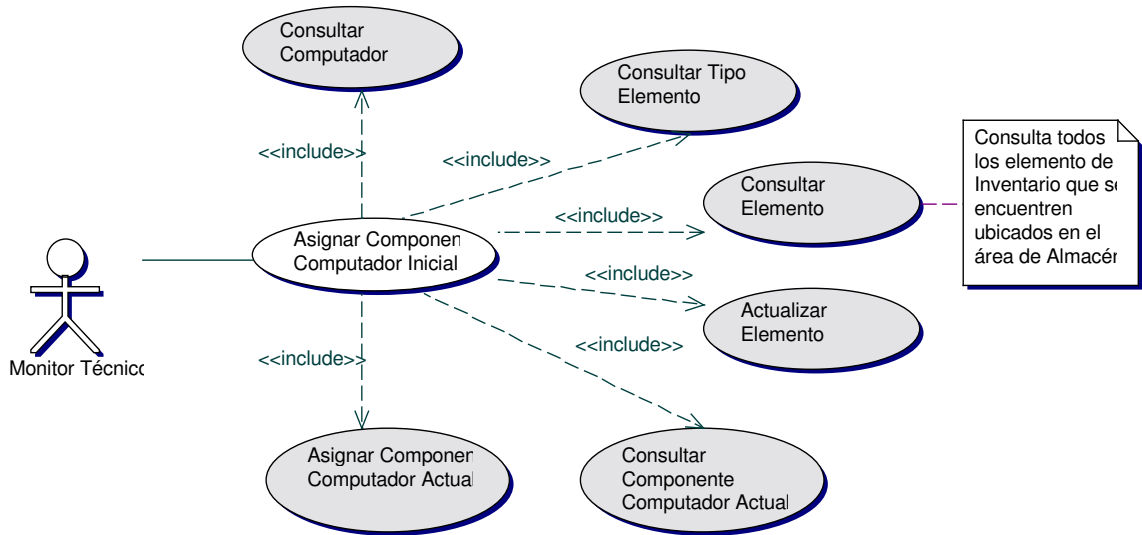 Consultar
Computador
Consultar Tipo
Elemento
<<include>>
<<include>>
Consultar
Elemento
<<include>>
Consulta todos
los elemento de
Inventario que se
encuentren
ubicados en el
área de Almacén
Asignar Componen
Computador Inicial
Actualizar
Elemento
<<include>>
<<include>>
<<include>>
Monitor Técnico
Asignar Componen
Computador Actual
Consultar
Componente
Computador Actual